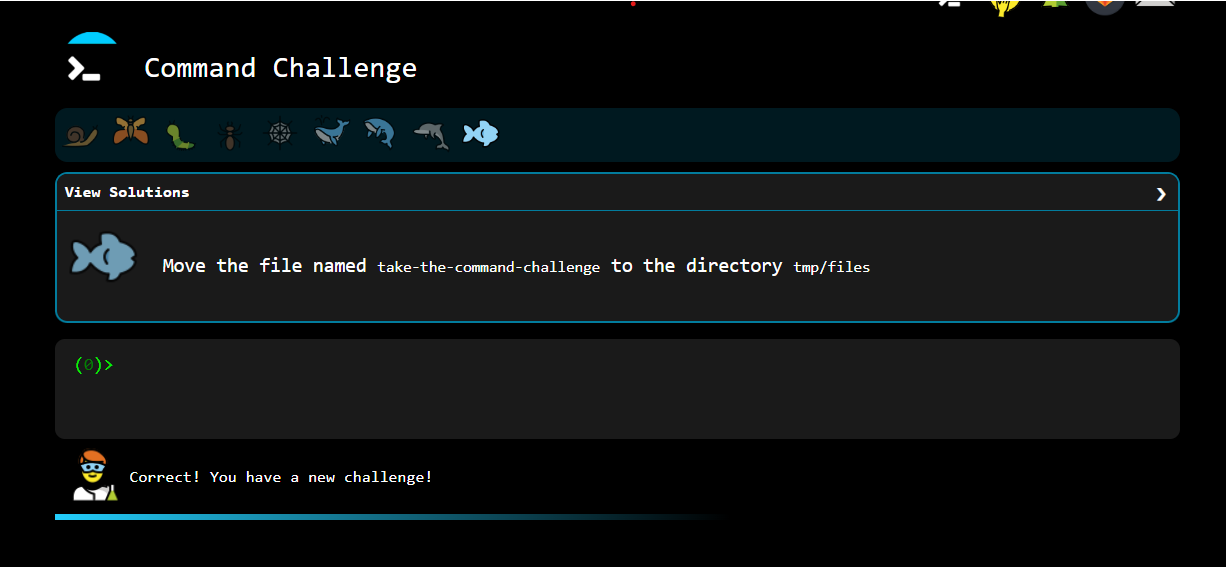 Command Challenge
View Solutions
Move the file named take-the-command-challenge to the directory tmp/files
(0)>
Correct! You have a new challenge!